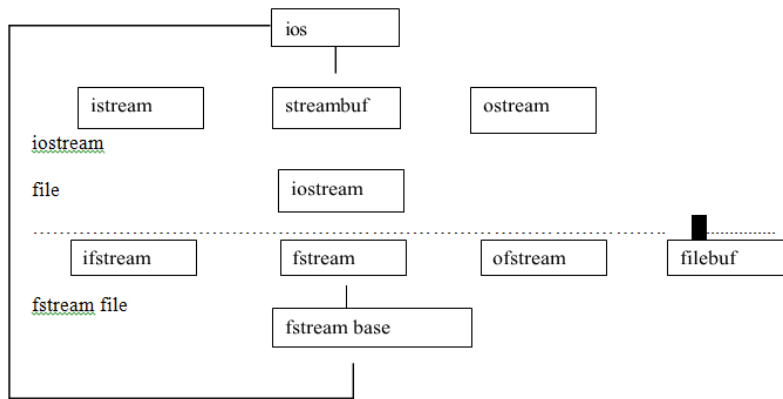 ios
istream streambuf ostream
iostream
file iostream
ifstream fstream ofstream filebuf
fstream file
fstream base